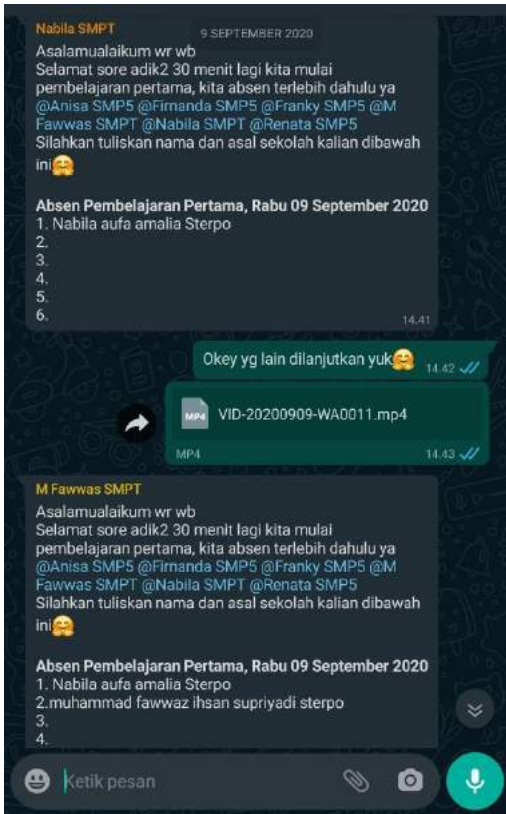 Nabila SMPT
9 SEPTEMBER 2020
Asalamualaikum wr wb
Selamat sore adik2 30 menit lagi kita mulai
pembelajaran pertama, kita absen terlebih dahulu ya
@Anisa SMP5 @Firnanda SMP5 @Franky SMP5 @M
Fawwas SMPT @Nabila SMPT @Renata SMP5
Silahkan tuliskan nama dan asal sekolah kalian dibawah
ini🤗
Absen Pembelajaran Pertama, Rabu 09 September 2020
1. Nabila aufa amalia Sterpo
2.
3.
4.
5.
6.
14.41
Okey yg lain dilanjutkan yuk🤗
14.42
MP4
VID-20200909-WA0011.mp4
MP4
14.43
M Fawwas SMPT
Asalamualaikum wr wb
Selamat sore adik2 30 menit lagi kita mulai
pembelajaran pertama, kita absen terlebih dahulu ya
@Anisa SMP5 @Firnanda SMP5 @Franky SMP5 @M
Fawwas SMPT @Nabila SMPT @Renata SMP5
Silahkan tuliskan nama dan asal sekolah kalian dibawah
ini🤗
Absen Pembelajaran Pertama, Rabu 09 September 2020
1. Nabila aufa amalia Sterpo
2.muhammad fawwaz ihsan supriyadi sterpo
3.
4.
Ketik pesan